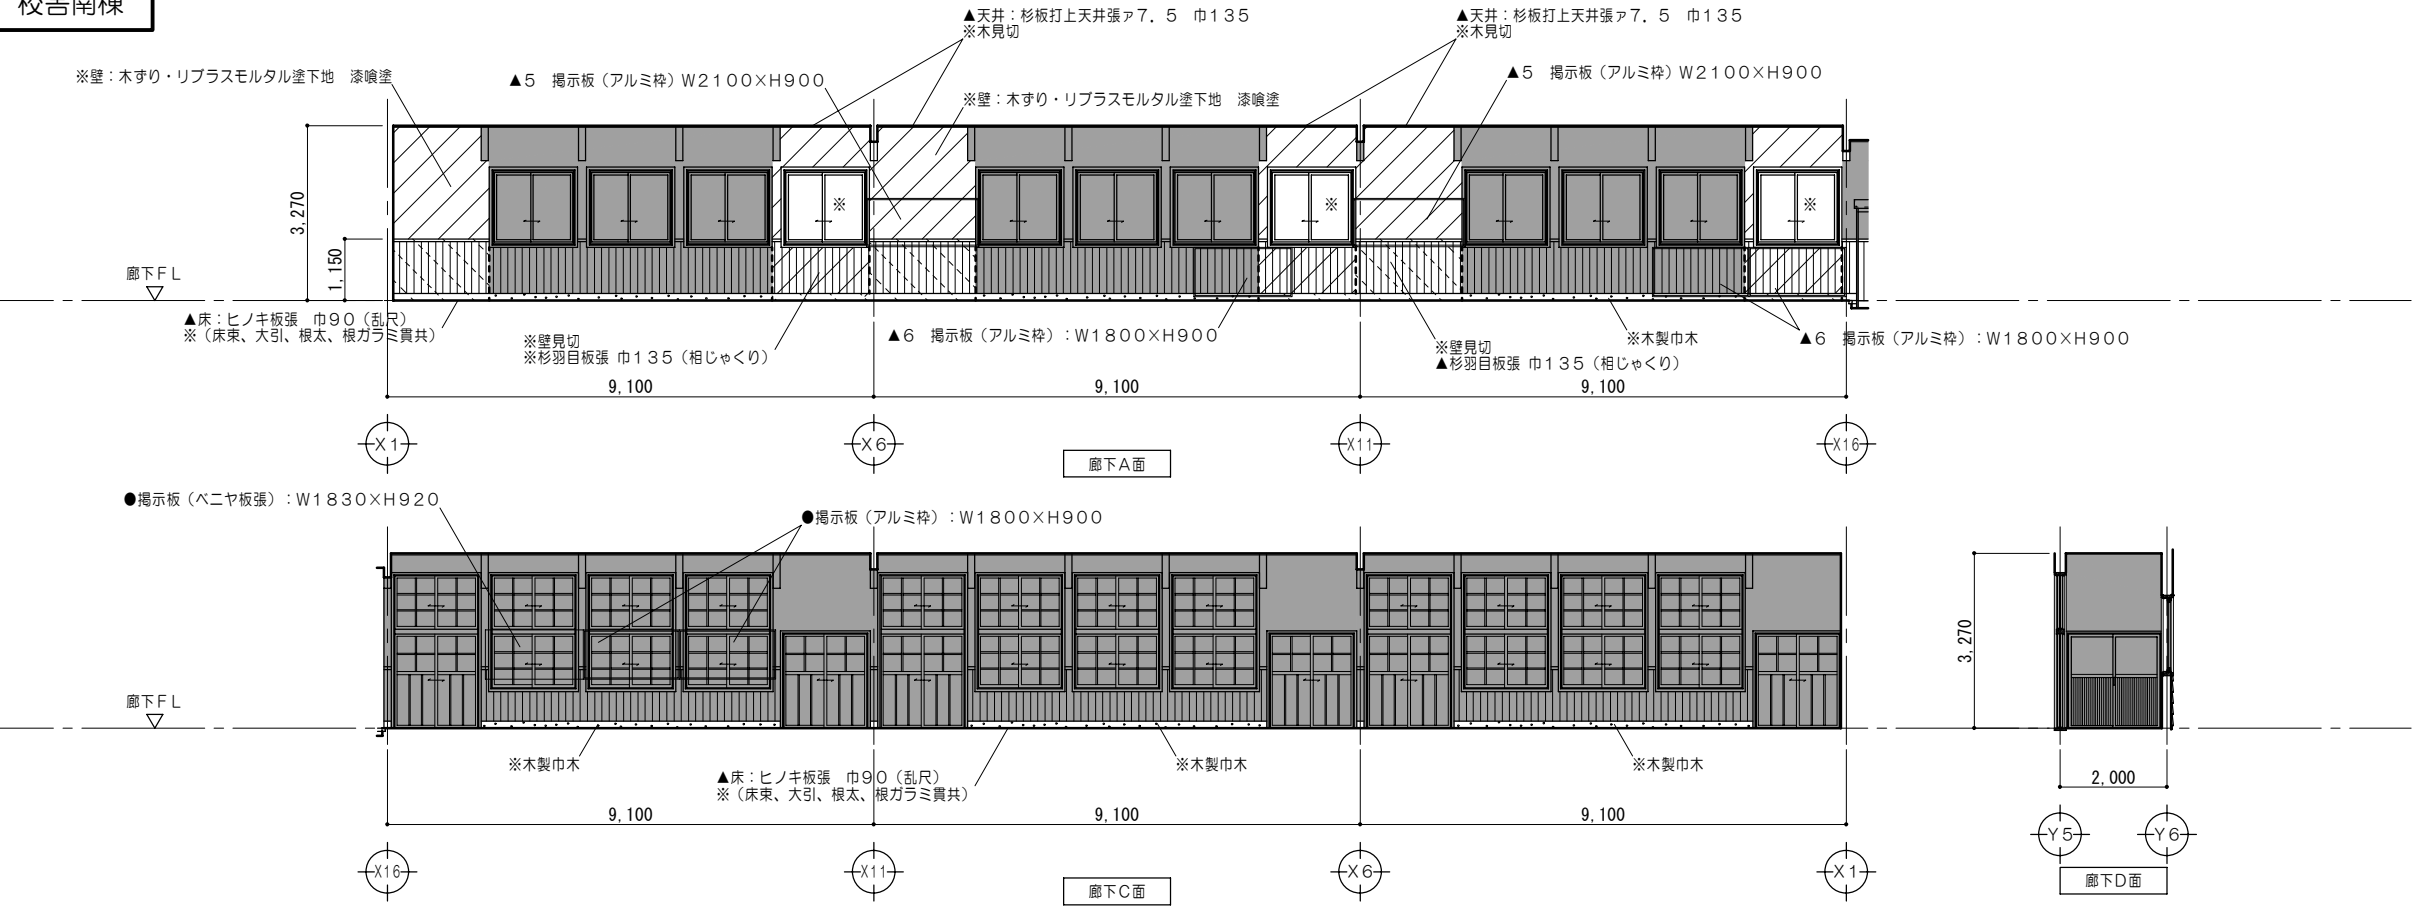 校舎南棟
▲天井：杉板打上天井張ァ7．5　巾135
※木見切
▲天井：杉板打上天井張ァ7．5　巾135
※木見切
※壁：木ずり・リブラスモルタル塗下地　漆喰塗
▲5　掲示板（アルミ枠）W2100×H900
※壁：木ずり・リブラスモルタル塗下地　漆喰塗
▲5　掲示板（アルミ枠）W2100×H900
3,270
1,150
※
※
※
廊下FL
▲床：ヒノキ板張　巾90（乱尺）
※（床束、大引、根太、根ガラミ貫共）
※壁見切
※杉羽目板張 巾135（相じゃくり）
▲6　掲示板（アルミ枠）：W1800×H900
※壁見切
▲杉羽目板張 巾135（相じゃくり）
※木製巾木
▲6　掲示板（アルミ枠）：W1800×H900
9,100
9,100
9,100
X1
X6
X11
X16
廊下A面
●掲示板（ベニヤ板張）：W1830×H920
●掲示板（アルミ枠）：W1800×H900
3,270
廊下FL
※木製巾木
▲床：ヒノキ板張　巾90（乱尺）
※（床束、大引、根太、根ガラミ貫共）
※木製巾木
※木製巾木
9,100
9,100
9,100
2,000
X16
X11
X6
X1
Y5
Y6
廊下C面
廊下D面